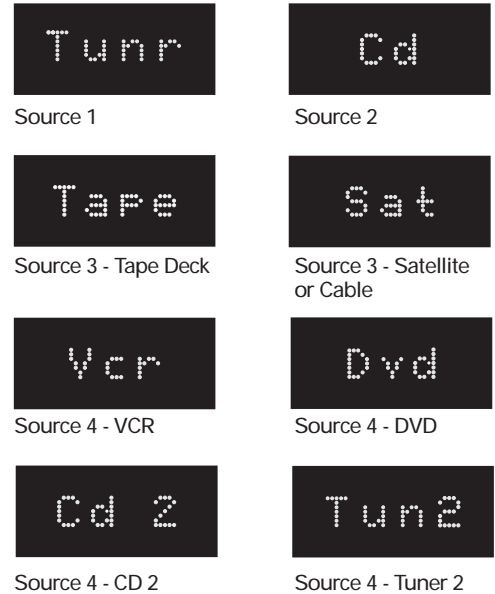 Tunr
Cd
Source 1
Source 2
Tape
Sat
Source 3 - Tape Deck
Source 3 - Satellite
or Cable
Vcr
Dvd
Source 4 - VCR
Source 4 - DVD
Cd 2
Tun2
Source 4 - CD 2
Source 4 - Tuner 2